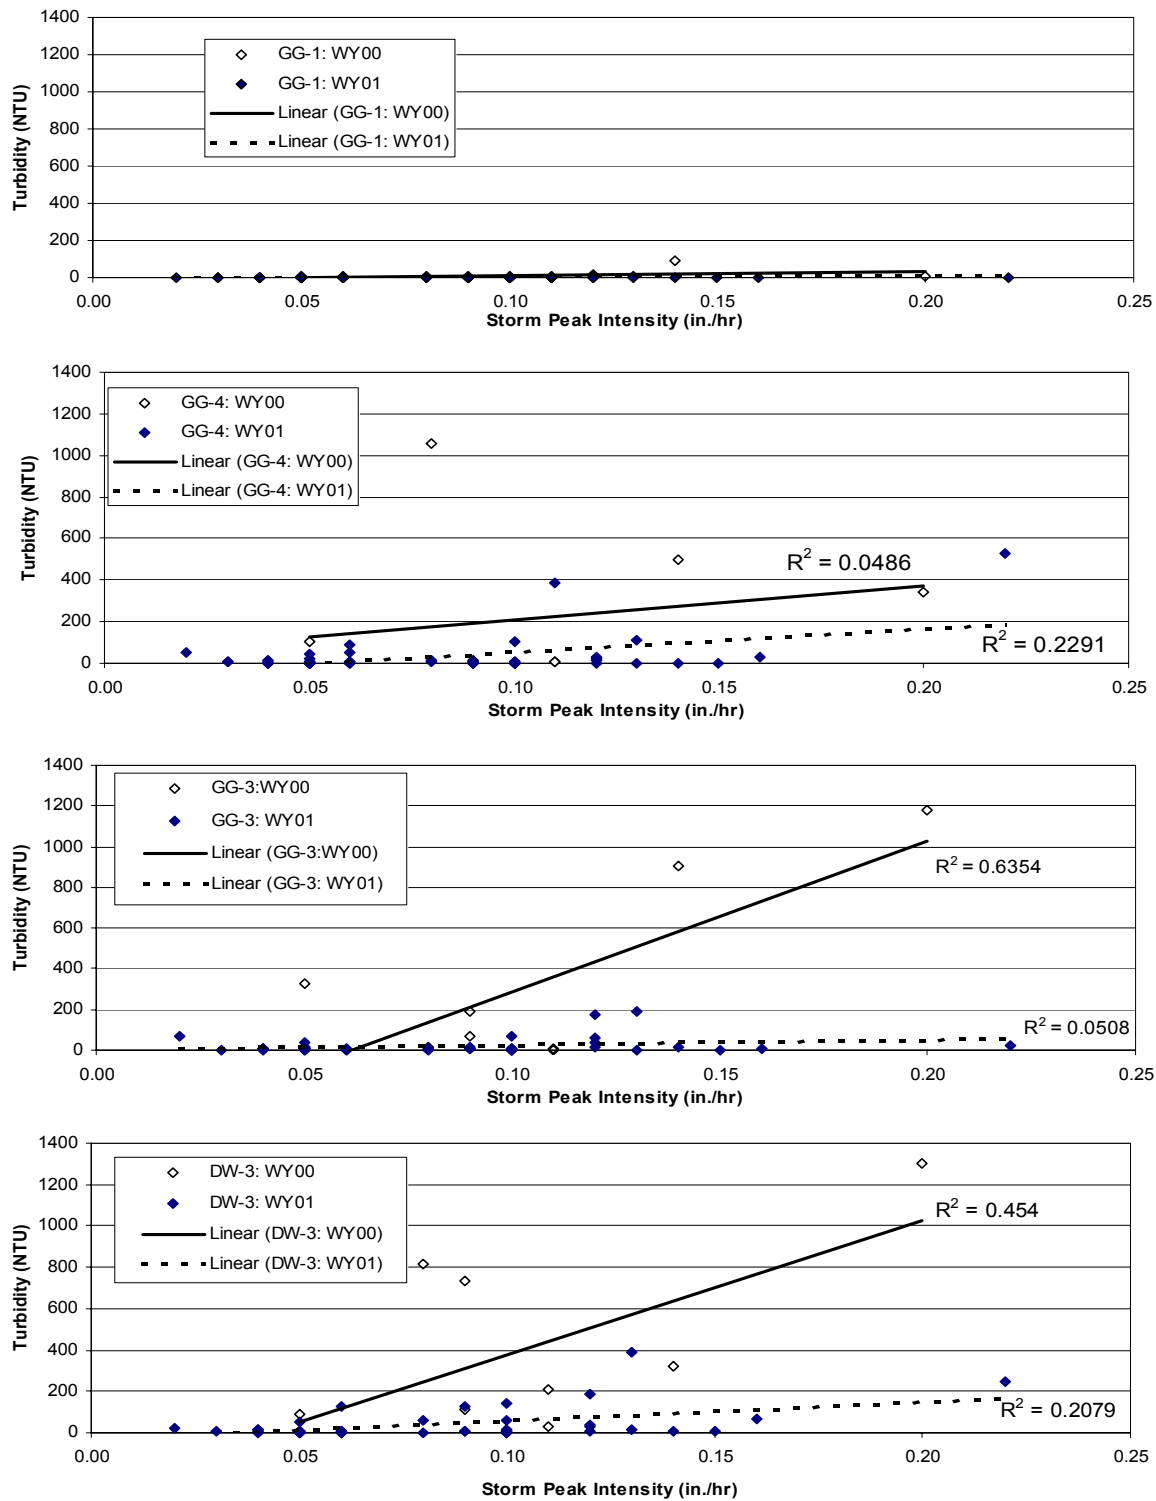 1400
1200
1000
800
600
400
200
0
Turbidity (NTU)
GG-1: WY00
GG-1: WY01
Linear (GG-1: WY00)
Linear (GG-1: WY01)
0.00 0.05 0.10 0.15 0.20 0.25
Storm Peak Intensity (in./hr)
1400
1200
1000
800
600
400
200
0
Turbidity (NTU)
GG-4: WY00
GG-4: WY01
Linear (GG-4: WY00)
Linear (GG-4: WY01)
R² = 0.0486
R² = 0.2291
0.00 0.05 0.10 0.15 0.20 0.25
Storm Peak Intensity (in./hr)
1400
1200
1000
800
600
400
200
0
Turbidity (NTU)
GG-3:WY00
GG-3: WY01
Linear (GG-3:WY00)
Linear (GG-3: WY01)
R² = 0.6354
R² = 0.0508
0.00 0.05 0.10 0.15 0.20 0.25
Storm Peak Intensity (in./hr)
1400
1200
1000
800
600
400
200
0
Turbidity (NTU)
DW-3: WY00
DW-3: WY01
Linear (DW-3: WY00)
Linear (DW-3: WY01)
R² = 0.454
R² = 0.2079
0.00 0.05 0.10 0.15 0.20 0.25
Storm Peak Intensity (in./hr)